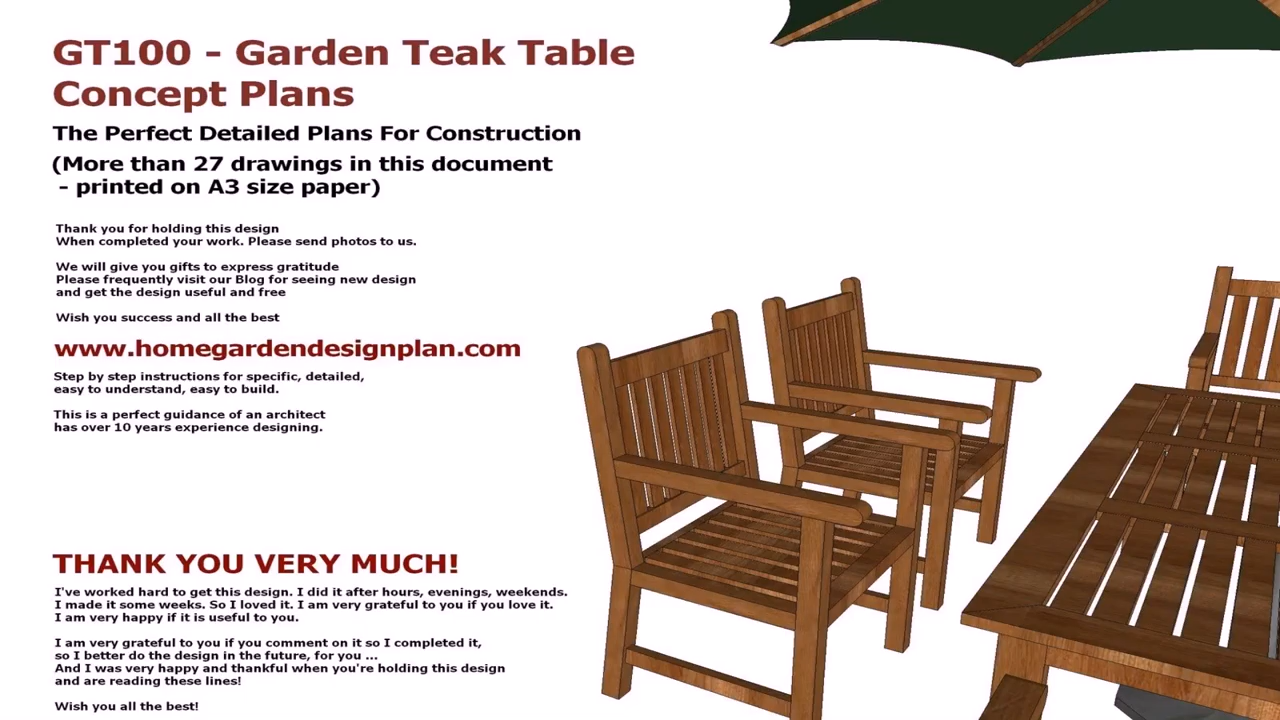 GT100 - Garden Teak Table
Concept Plans
The Perfect Detailed Plans For Construction
(More than 27 drawings in this document
- printed on A3 size paper)
Thank you for holding this design
When completed your work. Please send photos to us.
We will give you gifts to express gratitude
Please frequently visit our Blog for seeing new design
and get the design useful and free
Wish you success and all the best
www.homegardendesignplan.com
Step by step instructions for specific, detailed,
easy to understand, easy to build.
This is a perfect guidance of an architect
has over 10 years experience designing.
THANK YOU VERY MUCH!
I've worked hard to get this design. I did it after hours, evenings, weekends.
I made it some weeks. So I loved it. I am very grateful to you if you love it.
I am very happy if it is useful to you.
I am very grateful to you if you comment on it so I completed it,
so I better do the design in the future, for you ...
And I was very happy and thankful when you're holding this design
and are reading these lines!
Wish you all the best!